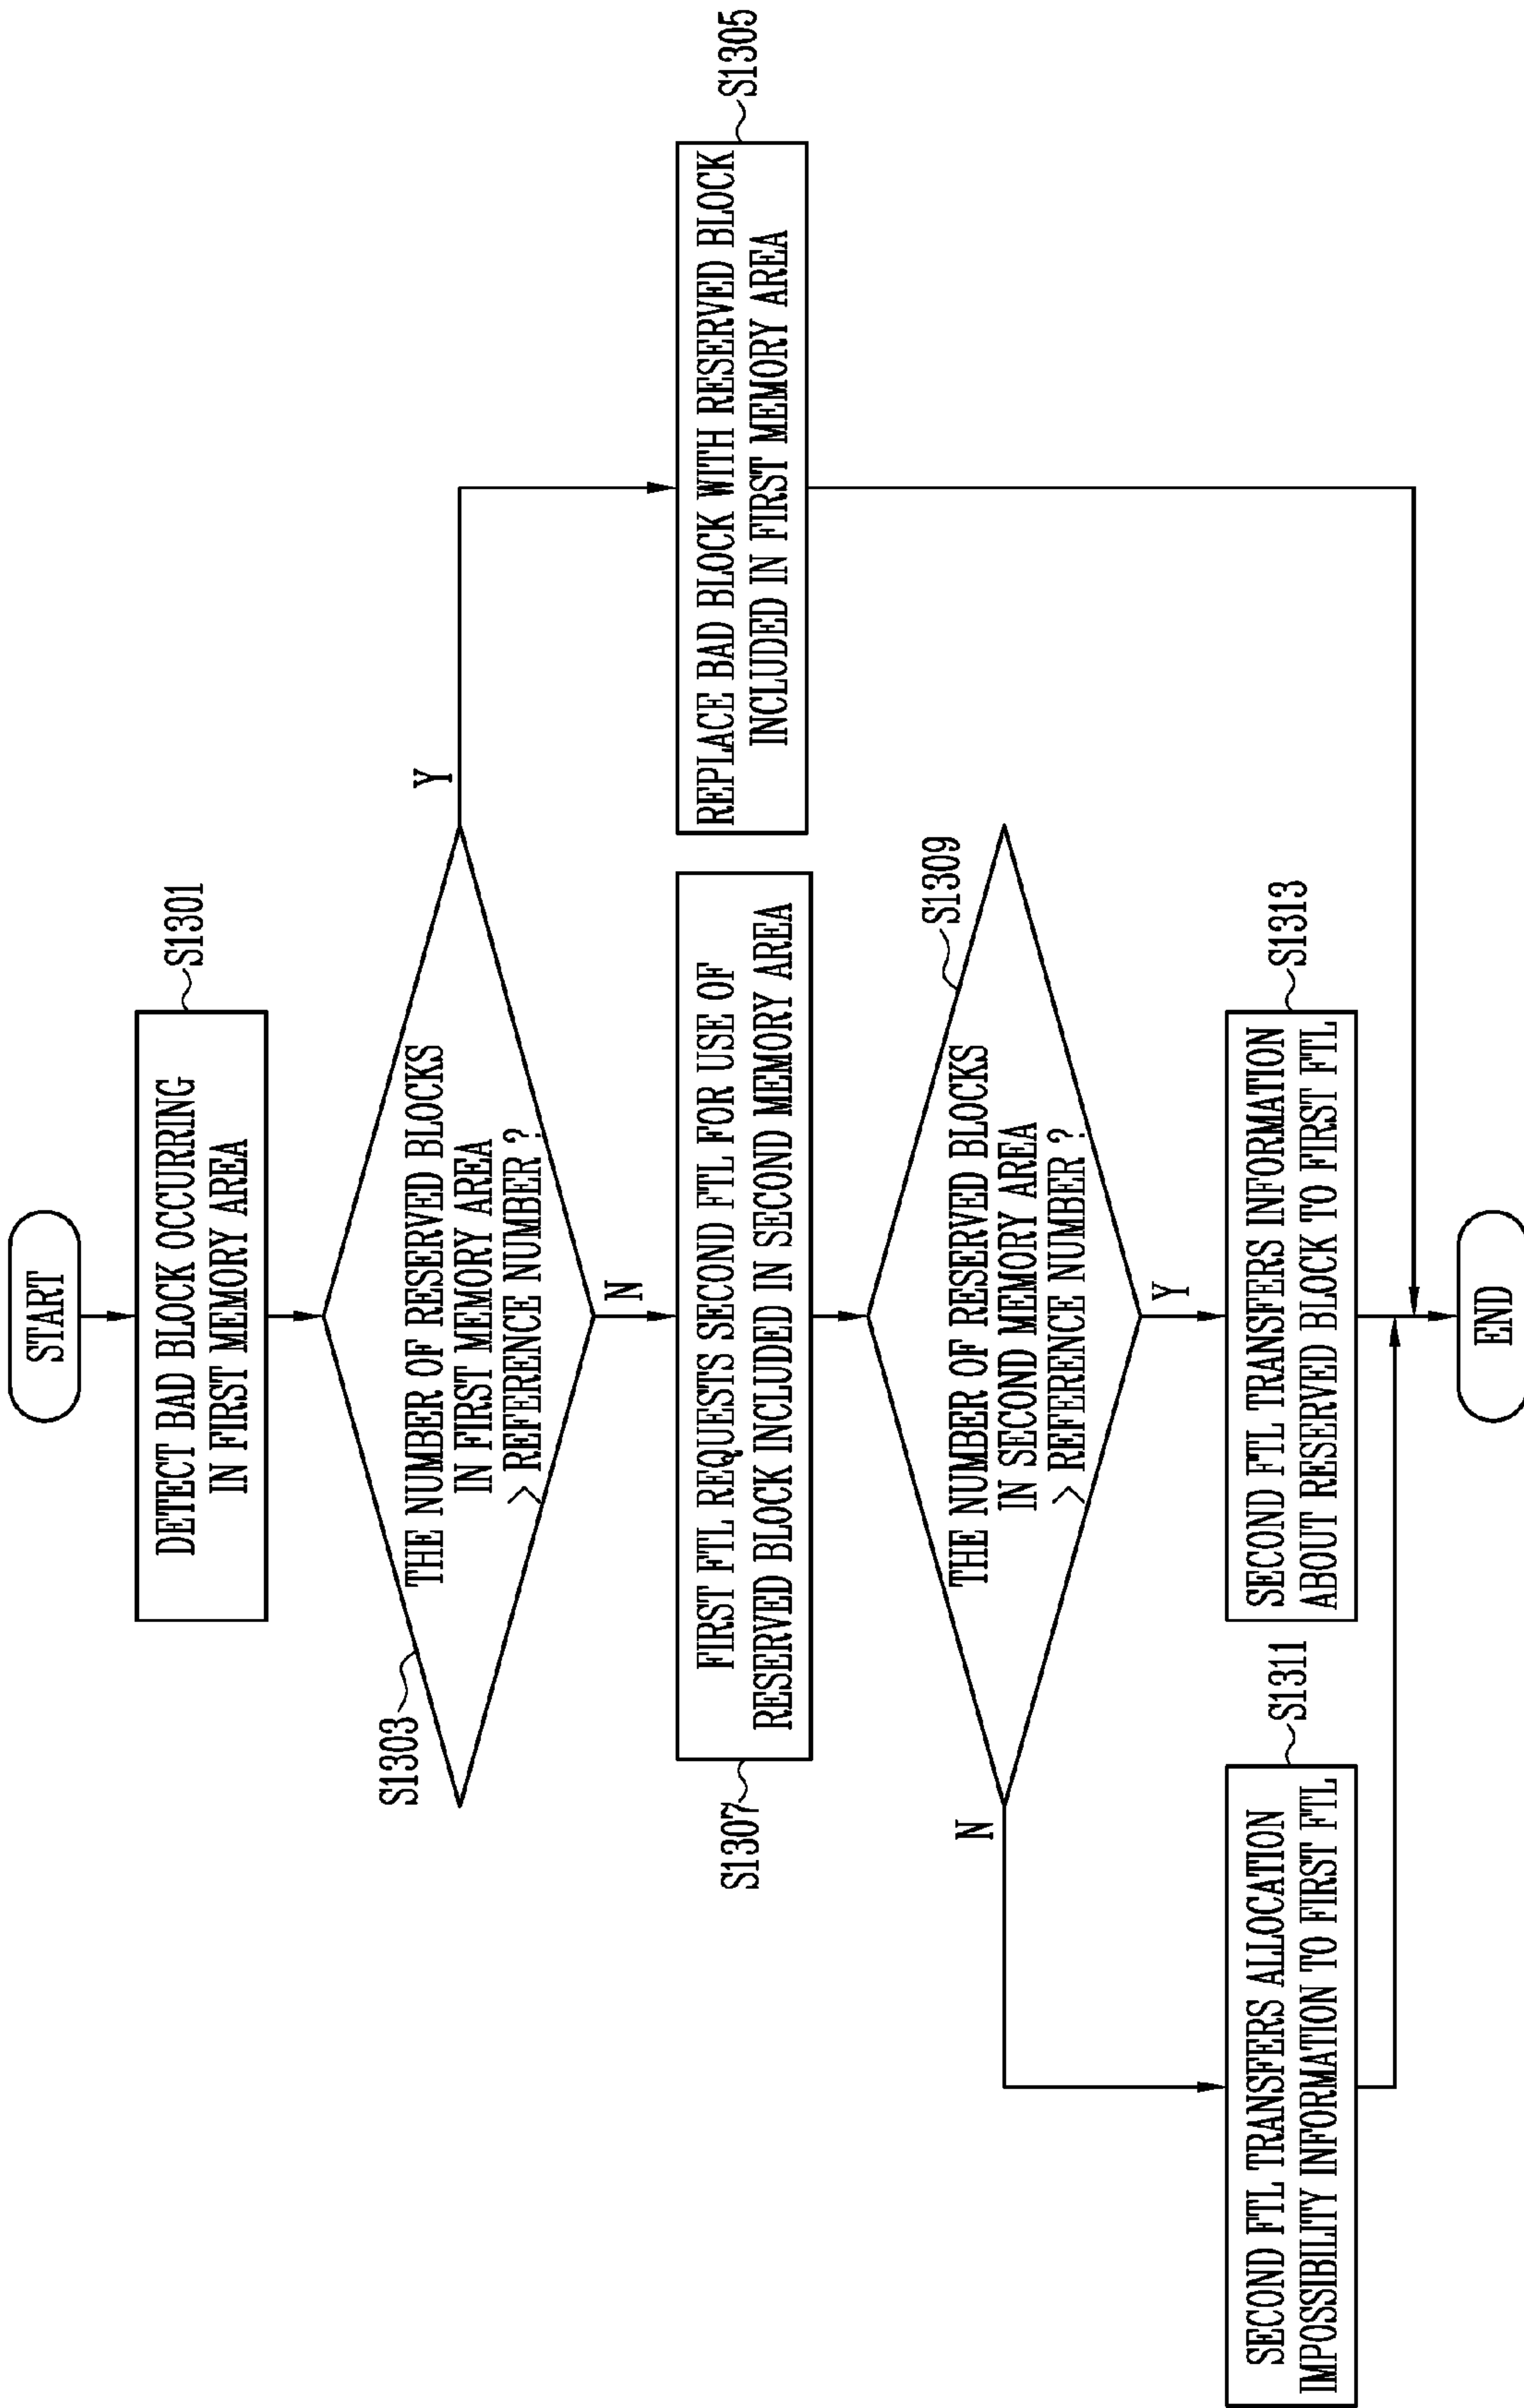 START
DETECT BAD BLOCK OCCURRING
IN FIRST MEMORY AREA
S1301
S1303
THE NUMBER OF RESERVED BLOCKS
IN FIRST MEMORY AREA
> REFERENCE NUMBER ?
Y
N
REPLACE BAD BLOCK WITH RESERVED BLOCK
INCLUDED IN FIRST MEMORY AREA
S1305
S1307
FIRST FTL REQUESTS SECOND FTL FOR USE OF
RESERVED BLOCK INCLUDED IN SECOND MEMORY AREA
S1309
THE NUMBER OF RESERVED BLOCKS
IN SECOND MEMORY AREA
> REFERENCE NUMBER ?
N
Y
SECOND FTL TRANSFERS ALLOCATION
IMPOSSIBILITY INFORMATION TO FIRST FTL
S1311
SECOND FTL TRANSFERS INFORMATION
ABOUT RESERVED BLOCK TO FIRST FTL
S1313
END